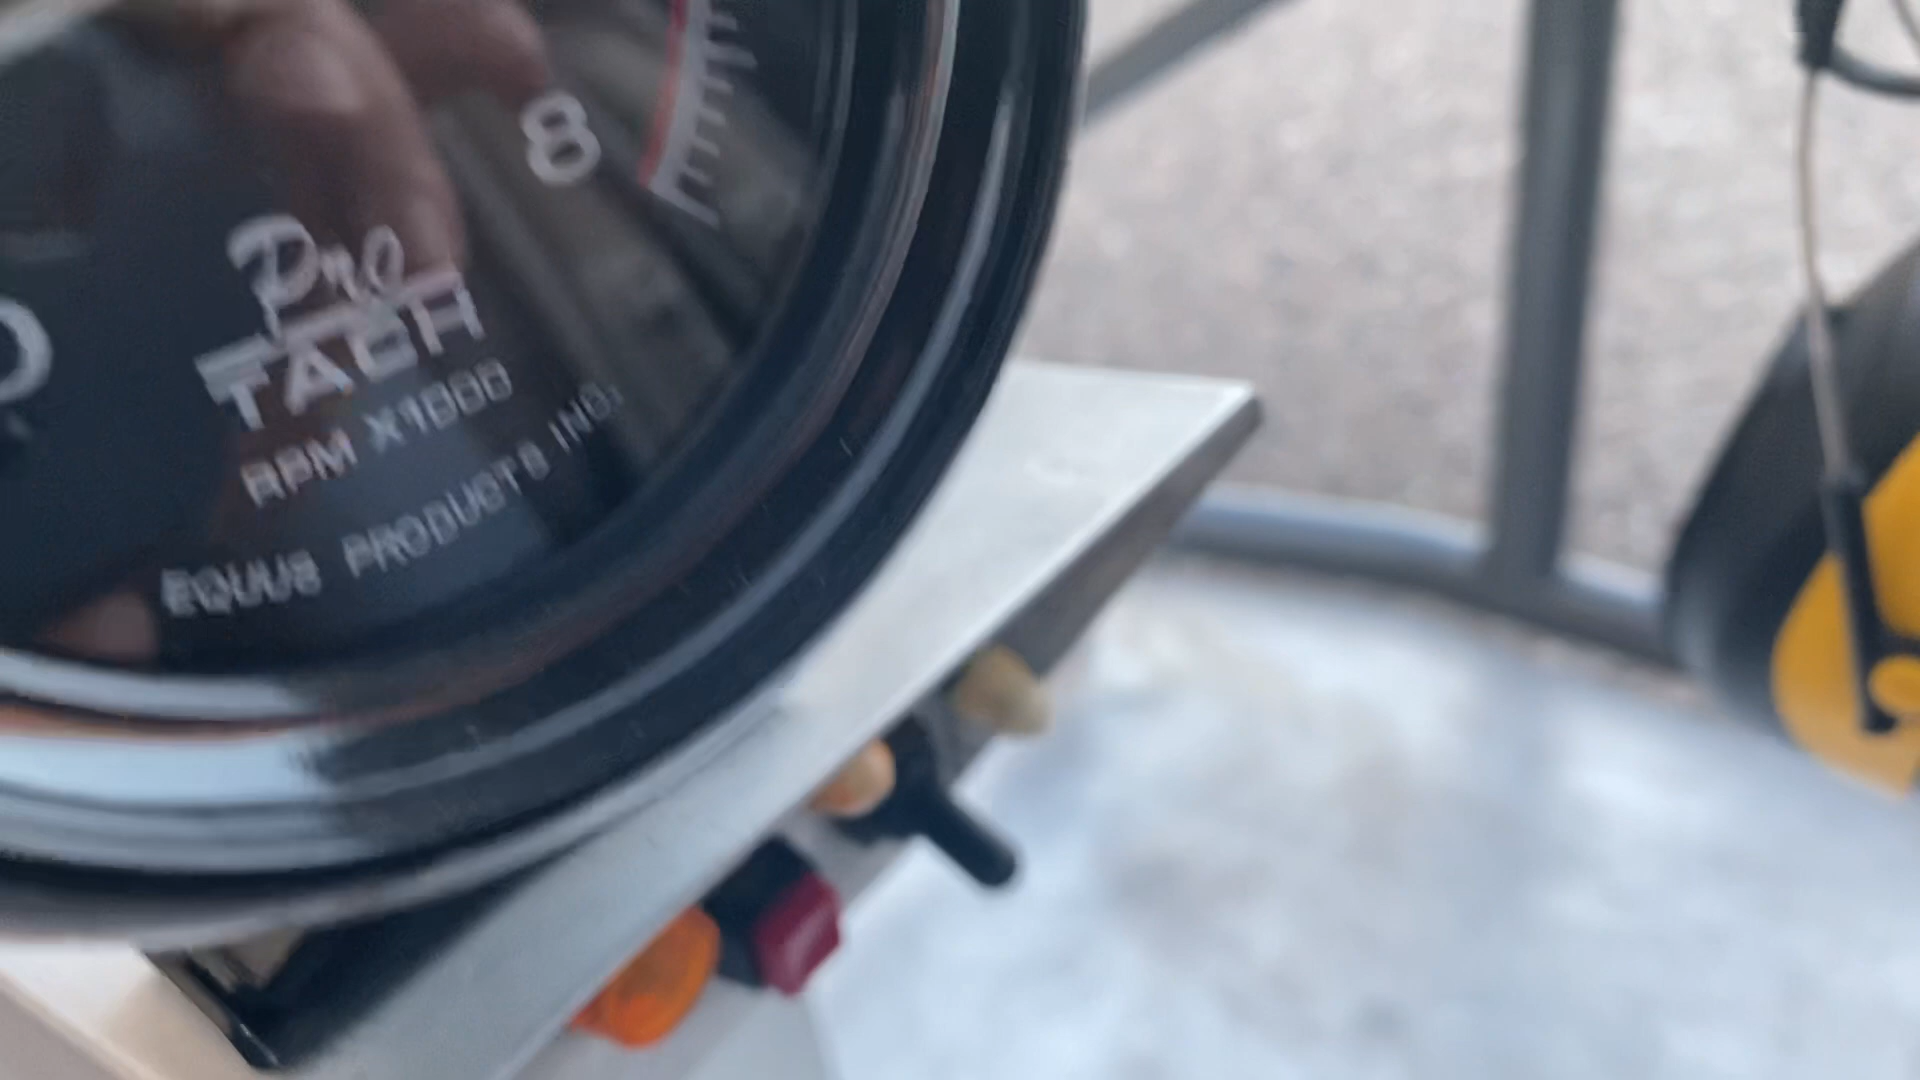 8
Pro
TACH
RPM X1000
EQUUS PRODUCTS INC.